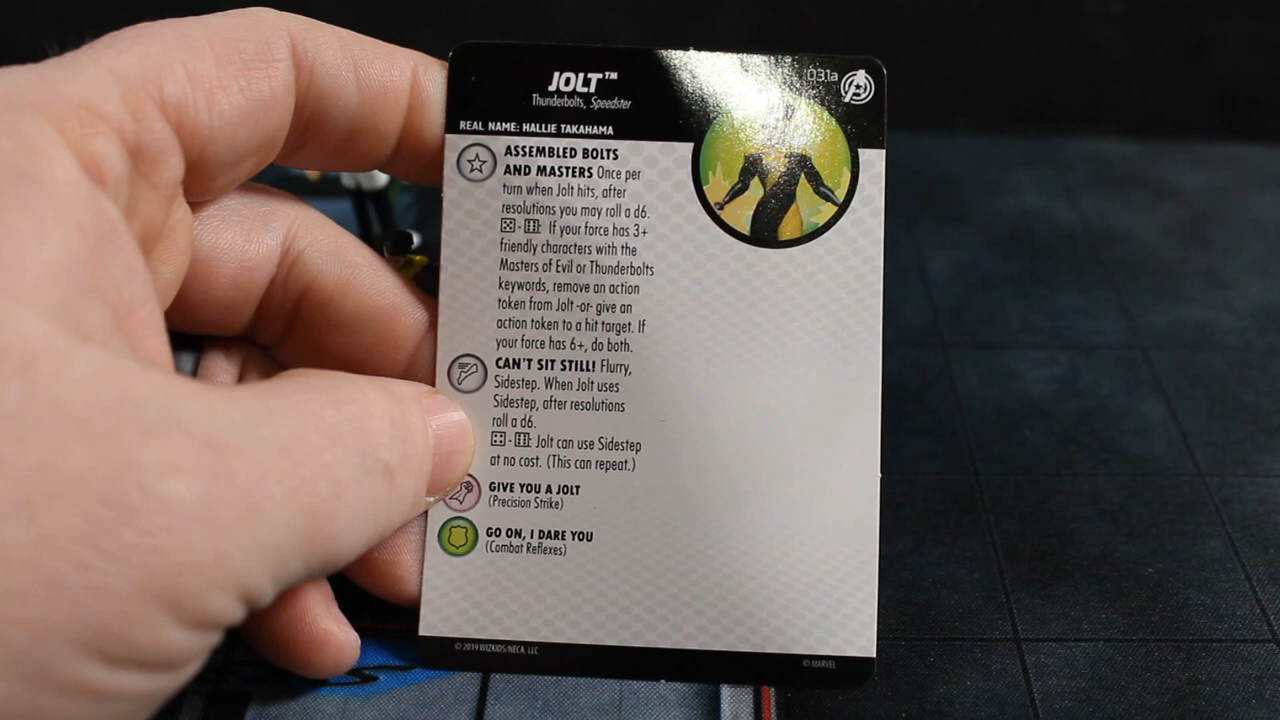 JOLT™
Thunderbolts, Speedster
031a
REAL NAME: HALLIE TAKAHAMA
ASSEMBLED BOLTS
AND MASTERS Once per
turn when Jolt hits, after
resolutions you may roll a d6.
⚄ - ⚅: If your force has 3+
friendly characters with the
Masters of Evil or Thunderbolts
keywords, remove an action
token from Jolt -or- give an
action token to a hit target. If
your force has 6+, do both.
CAN'T SIT STILL! Flurry,
Sidestep. When Jolt uses
Sidestep, after resolutions
roll a d6.
⚃ - ⚅: Jolt can use Sidestep
at no cost. (This can repeat.)
GIVE YOU A JOLT
(Precision Strike)
GO ON, I DARE YOU
(Combat Reflexes)
© 2019 WIZKIDS/NECA, LLC.
© MARVEL